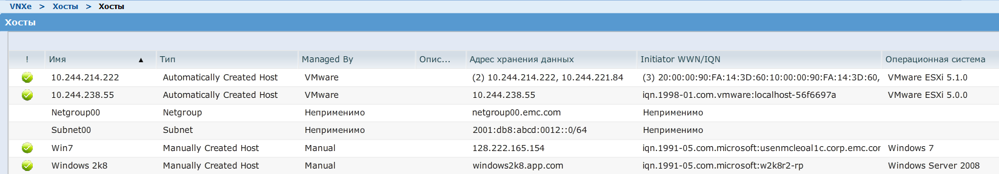 VNXe > Хосты > Хосты
Хосты
! Имя ▲ Тип Managed By Опис... Адрес хранения данных Initiator WWN/IQN Операционная система
10.244.214.222 Automatically Created Host VMware (2) 10.244.214.222, 10.244.221.84 (3) 20:00:00:90:FA:14:3D:60:10:00:00:90:FA:14:3D:60, VMware ESXi 5.1.0
10.244.238.55 Automatically Created Host VMware 10.244.238.55 iqn.1998-01.com.vmware:localhost-56f6697a VMware ESXi 5.0.0
Netgroup00 Netgroup Неприменимо netgroup00.emc.com Неприменимо
Subnet00 Subnet Неприменимо 2001:db8:abcd:0012::0/64 Неприменимо
Win7 Manually Created Host Manual 128.222.165.154 iqn.1991-05.com.microsoft:usenmcleoal1c.corp.emc.cor Windows 7
Windows 2k8 Manually Created Host Manual windows2k8.app.com iqn.1991-05.com.microsoft:w2k8r2-rp Windows Server 2008